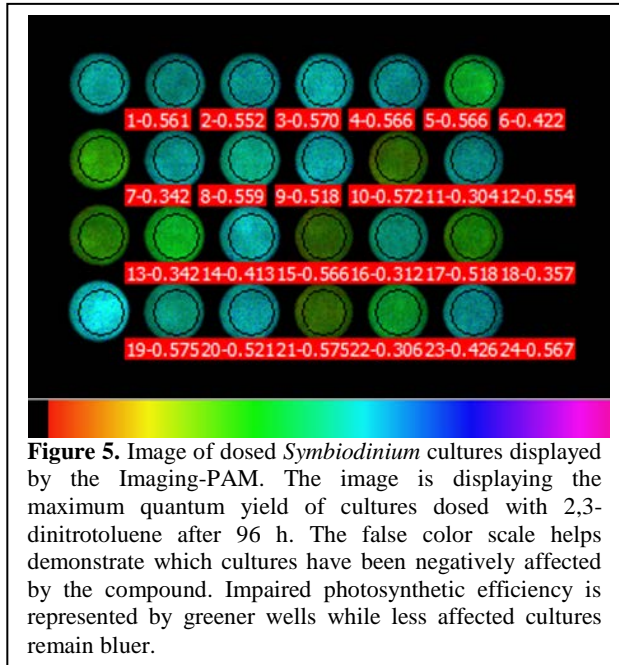 1-0.561 2-0.552 3-0.570 4-0.566 5-0.566 6-0.422
7-0.342 8-0.559 9-0.518 10-0.572 11-0.304 12-0.554
13-0.342 14-0.413 15-0.566 16-0.312 17-0.518 18-0.357
19-0.575 20-0.521 21-0.575 22-0.306 23-0.426 24-0.567
Figure 5. Image of dosed Symbiodinium cultures displayed
by the Imaging-PAM. The image is displaying the
maximum quantum yield of cultures dosed with 2,3-
dinitrotoluene after 96 h. The false color scale helps
demonstrate which cultures have been negatively affected
by the compound. Impaired photosynthetic efficiency is
represented by greener wells while less affected cultures
remain bluer.